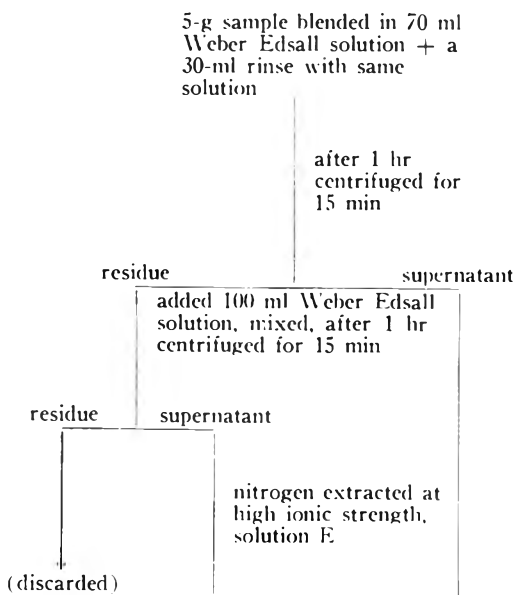 5-g sample blended in 70 ml
Weber Edsall solution + a
30-ml rinse with same
solution
after 1 hr
centrifuged for
15 min
residue supernatant
added 100 ml Weber Edsall
solution, mixed, after 1 hr
centrifuged for 15 min
residue supernatant
nitrogen extracted at
high ionic strength,
solution E
(discarded)